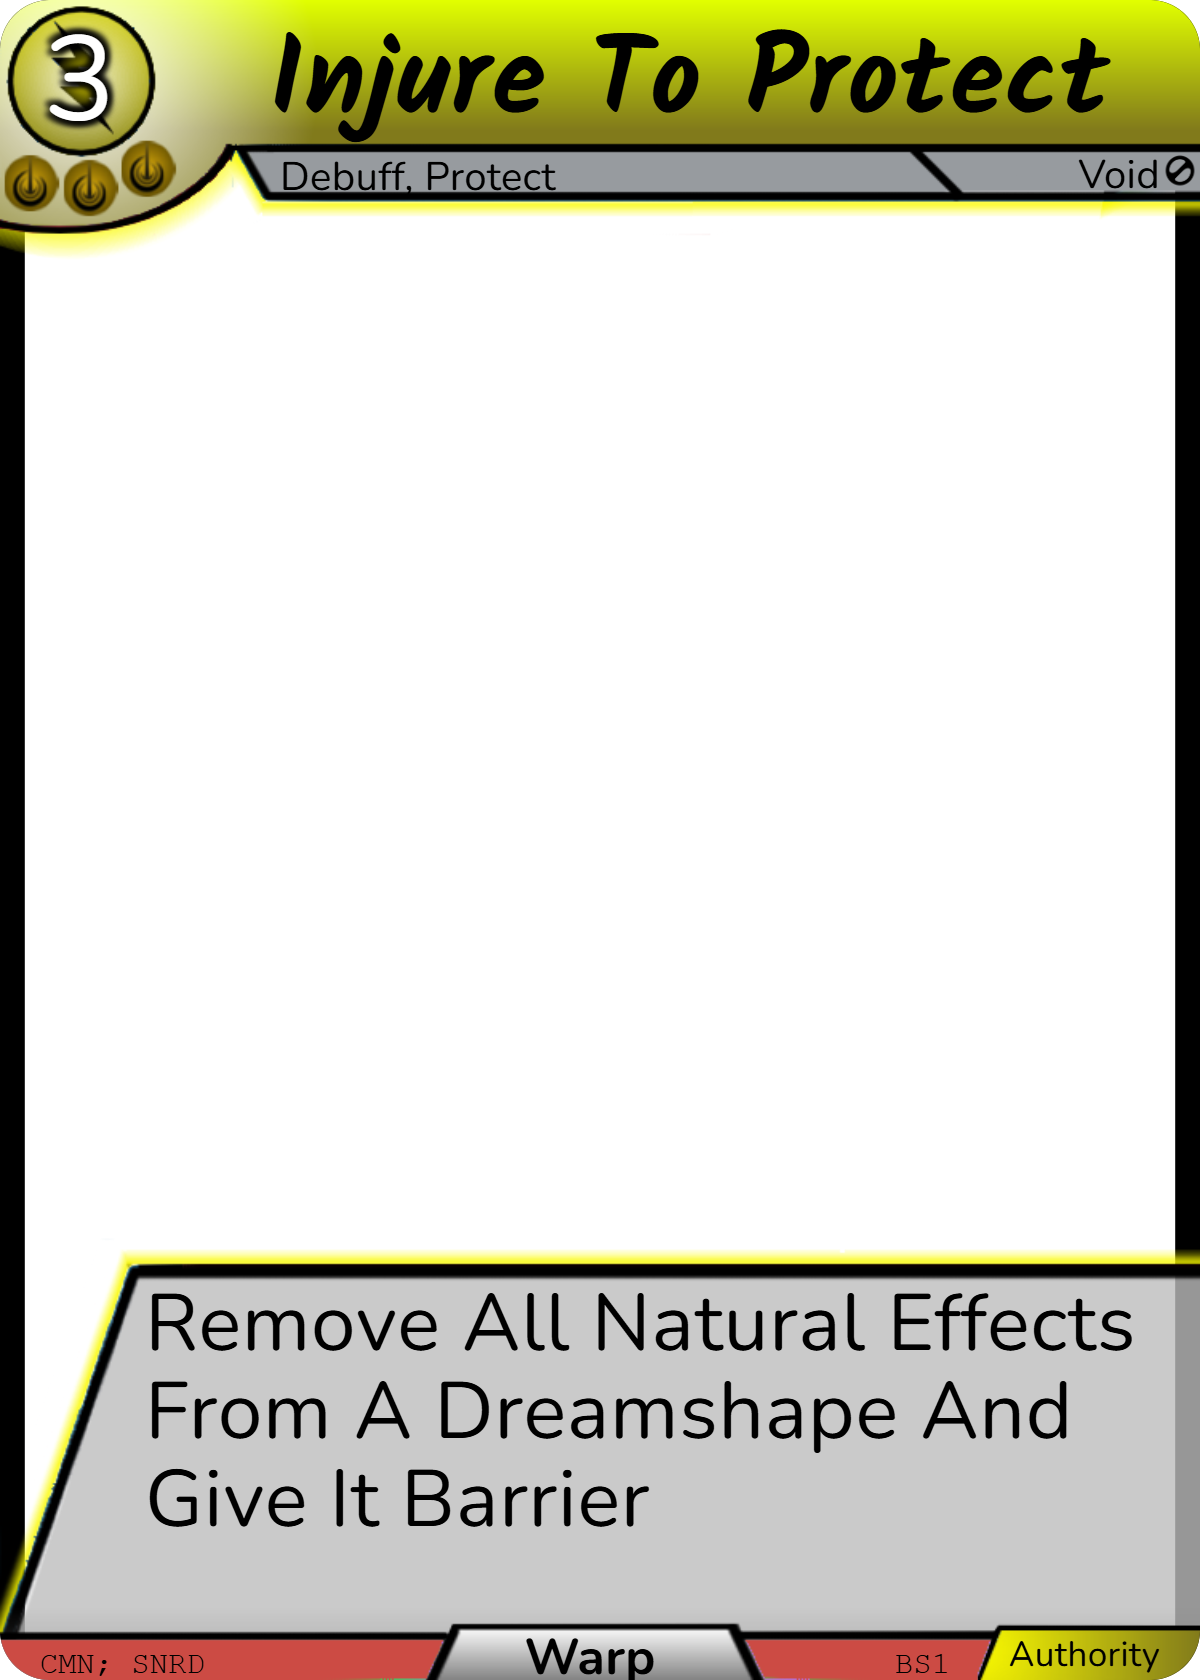 3
Injure To Protect
Debuff, Protect
Void
Remove All Natural Effects
From A Dreamshape And
Give It Barrier
CMN; SNRD
Warp
BS1
Authority